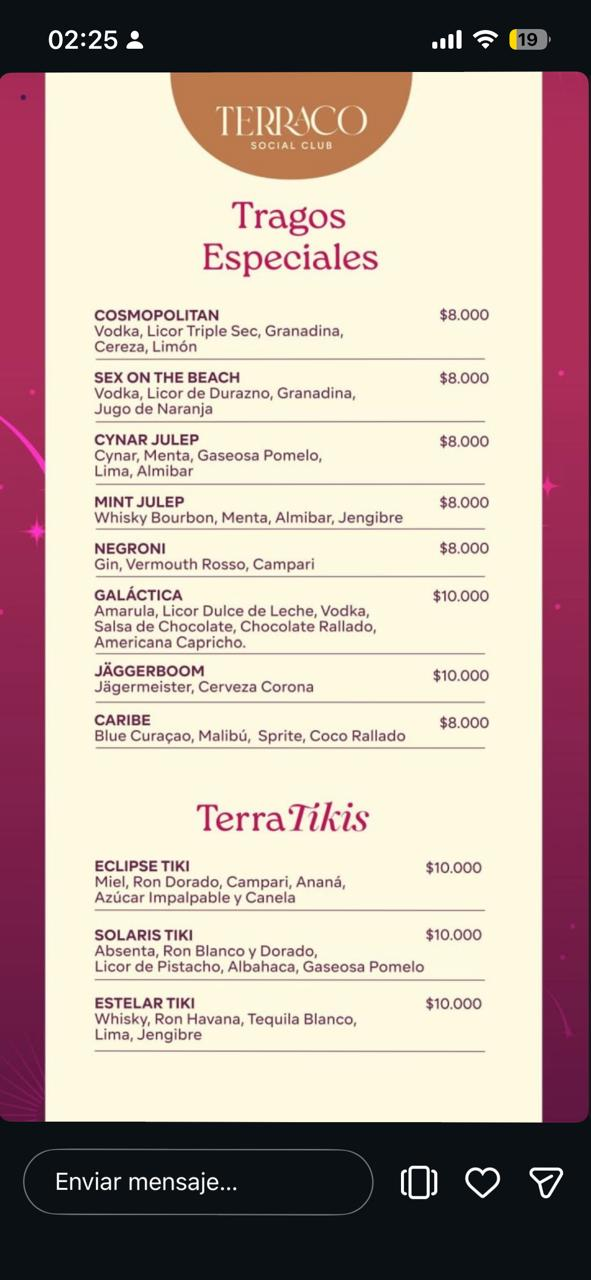 02:25
19
TERRACO
SOCIAL CLUB
Tragos
Especiales
COSMOPOLITAN $8.000
Vodka, Licor Triple Sec, Granadina,
Cereza, Limón
SEX ON THE BEACH $8.000
Vodka, Licor de Durazno, Granadina,
Jugo de Naranja
CYNAR JULEP $8.000
Cynar, Menta, Gaseosa Pomelo,
Lima, Almibar
MINT JULEP $8.000
Whisky Bourbon, Menta, Almibar, Jengibre
NEGRONI $8.000
Gin, Vermouth Rosso, Campari
GALÁCTICA $10.000
Amarula, Licor Dulce de Leche, Vodka,
Salsa de Chocolate, Chocolate Rallado,
Americana Capricho.
JÄGGERBOOM $10.000
Jägermeister, Cerveza Corona
CARIBE $8.000
Blue Curaçao, Malibú, Sprite, Coco Rallado
TerraTikis
ECLIPSE TIKI $10.000
Miel, Ron Dorado, Campari, Ananá,
Azúcar Impalpable y Canela
SOLARIS TIKI $10.000
Absenta, Ron Blanco y Dorado,
Licor de Pistacho, Albahaca, Gaseosa Pomelo
ESTELAR TIKI $10.000
Whisky, Ron Havana, Tequila Blanco,
Lima, Jengibre
Enviar mensaje...